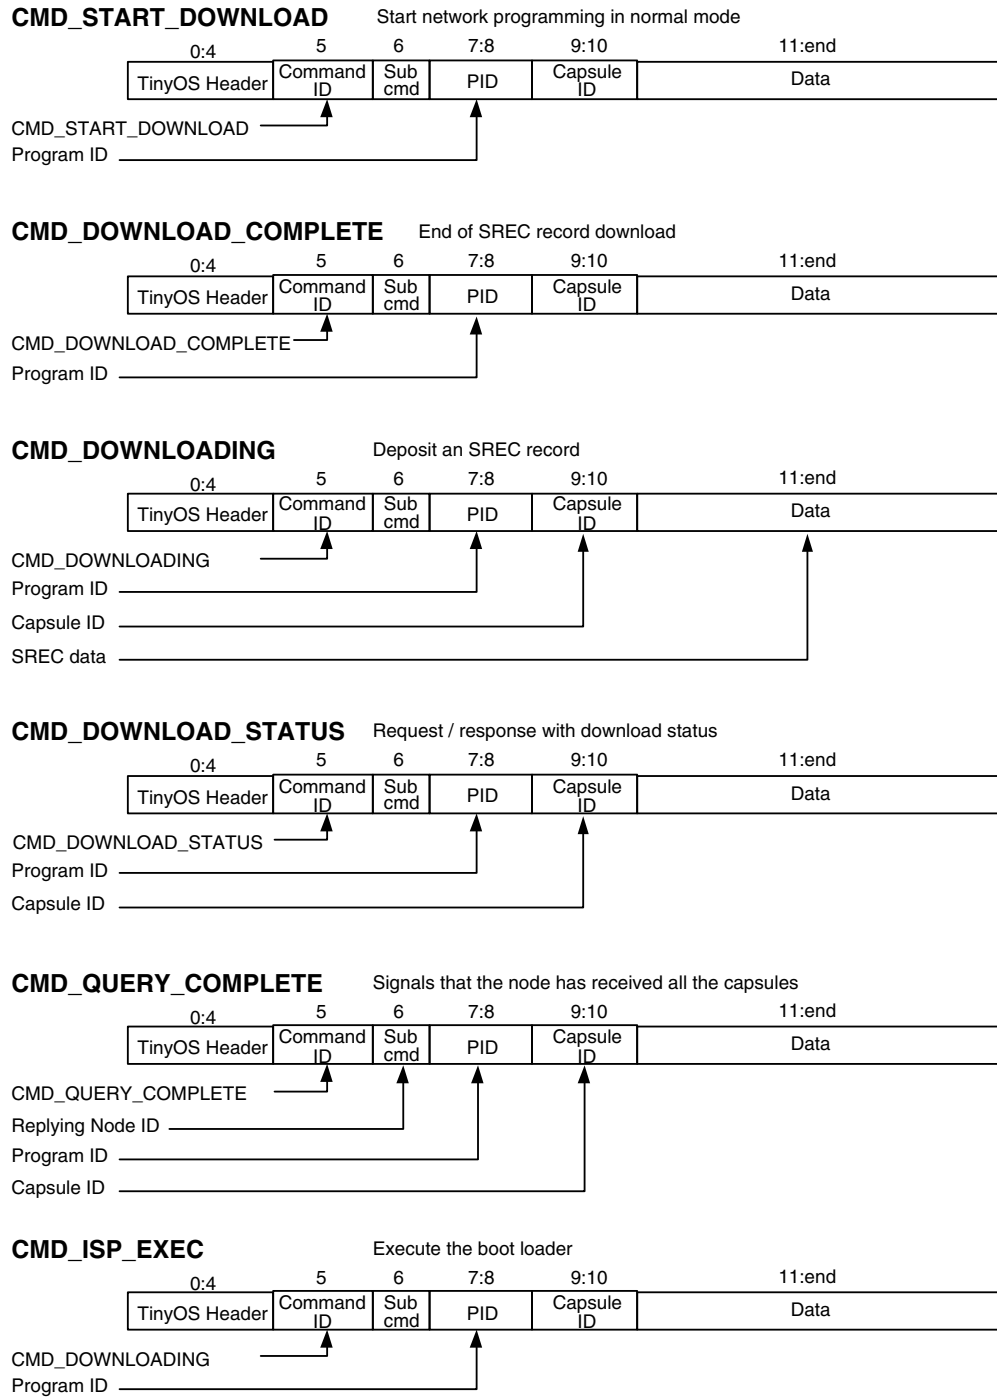 CMD_START_DOWNLOAD Start network programming in normal mode
0:4 5 6 7:8 9:10 11:end
TinyOS Header Command ID Sub cmd PID Capsule ID Data
CMD_START_DOWNLOAD
Program ID
CMD_DOWNLOAD_COMPLETE End of SREC record download
0:4 5 6 7:8 9:10 11:end
TinyOS Header Command ID Sub cmd PID Capsule ID Data
CMD_DOWNLOAD_COMPLETE
Program ID
CMD_DOWNLOADING Deposit an SREC record
0:4 5 6 7:8 9:10 11:end
TinyOS Header Command ID Sub cmd PID Capsule ID Data
CMD_DOWNLOADING
Program ID
Capsule ID
SREC data
CMD_DOWNLOAD_STATUS Request / response with download status
0:4 5 6 7:8 9:10 11:end
TinyOS Header Command ID Sub cmd PID Capsule ID Data
CMD_DOWNLOAD_STATUS
Program ID
Capsule ID
CMD_QUERY_COMPLETE Signals that the node has received all the capsules
0:4 5 6 7:8 9:10 11:end
TinyOS Header Command ID Sub cmd PID Capsule ID Data
CMD_QUERY_COMPLETE
Replying Node ID
Program ID
Capsule ID
CMD_ISP_EXEC Execute the boot loader
0:4 5 6 7:8 9:10 11:end
TinyOS Header Command ID Sub cmd PID Capsule ID Data
CMD_DOWNLOADING
Program ID